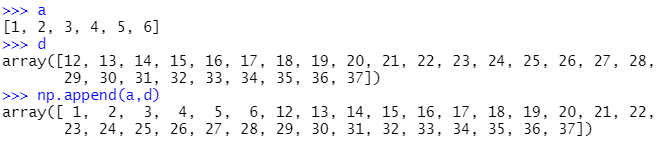 >>> a
[1, 2, 3, 4, 5, 6]
>>> d
array([12, 13, 14, 15, 16, 17, 18, 19, 20, 21, 22, 23, 24, 25, 26, 27, 28,
       29, 30, 31, 32, 33, 34, 35, 36, 37])
>>> np.append(a,d)
array([ 1,  2,  3,  4,  5,  6, 12, 13, 14, 15, 16, 17, 18, 19, 20, 21, 22,
       23, 24, 25, 26, 27, 28, 29, 30, 31, 32, 33, 34, 35, 36, 37])